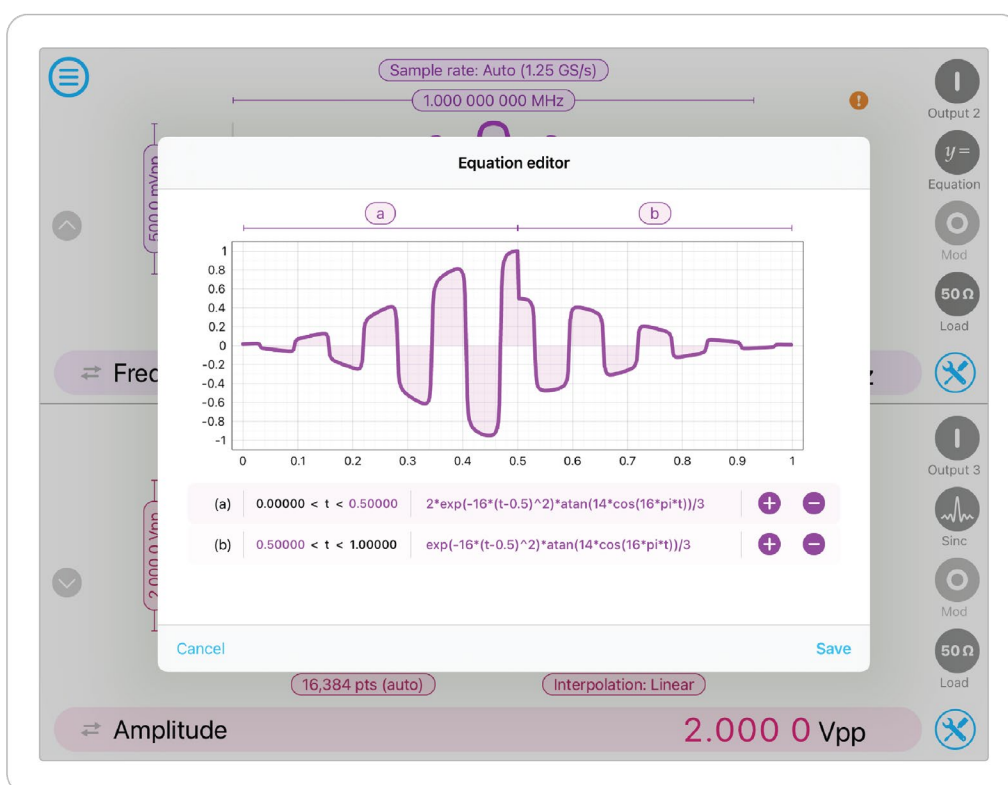 Sample rate: Auto (1.25 GS/s)
1.000 000 000 MHz
Output 2
y=
Equation
Mod
50 Ω
Load
500.0 mVpp
Equation editor
a
b
1
0.8
0.6
0.4
0.2
0
-0.2
-0.4
-0.6
-0.8
-1
0 0.1 0.2 0.3 0.4 0.5 0.6 0.7 0.8 0.9 1
(a) 0.00000 < t < 0.50000 2*exp(-16*(t-0.5)^2)*atan(14*cos(16*pi*t))/3
(b) 0.50000 < t < 1.00000 exp(-16*(t-0.5)^2)*atan(14*cos(16*pi*t))/3
Cancel
Save
Output 3
Sinc
Mod
50 Ω
Load
2.000 0 Vpp
16,384 pts (auto)
Interpolation: Linear
Amplitude
2.000 0 Vpp